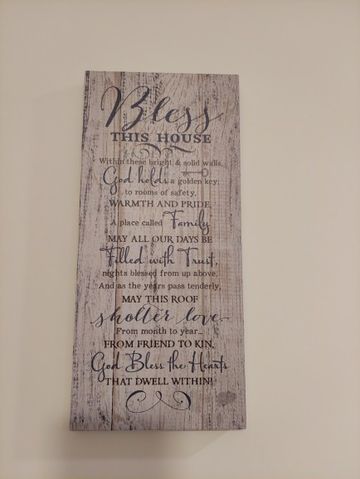 Bless
THIS HOUSE
Within these bright & solid walls,
God holds a golden key;
to rooms of safety,
WARMTH AND PRIDE,
A place called Family
MAY ALL OUR DAYS BE
Filled with Trust,
nights blessed from up above.
And as the years pass tenderly,
MAY THIS ROOF
shelter love
From month to year...
FROM FRIEND TO KIN,
God Bless the Hearts
THAT DWELL WITHIN!